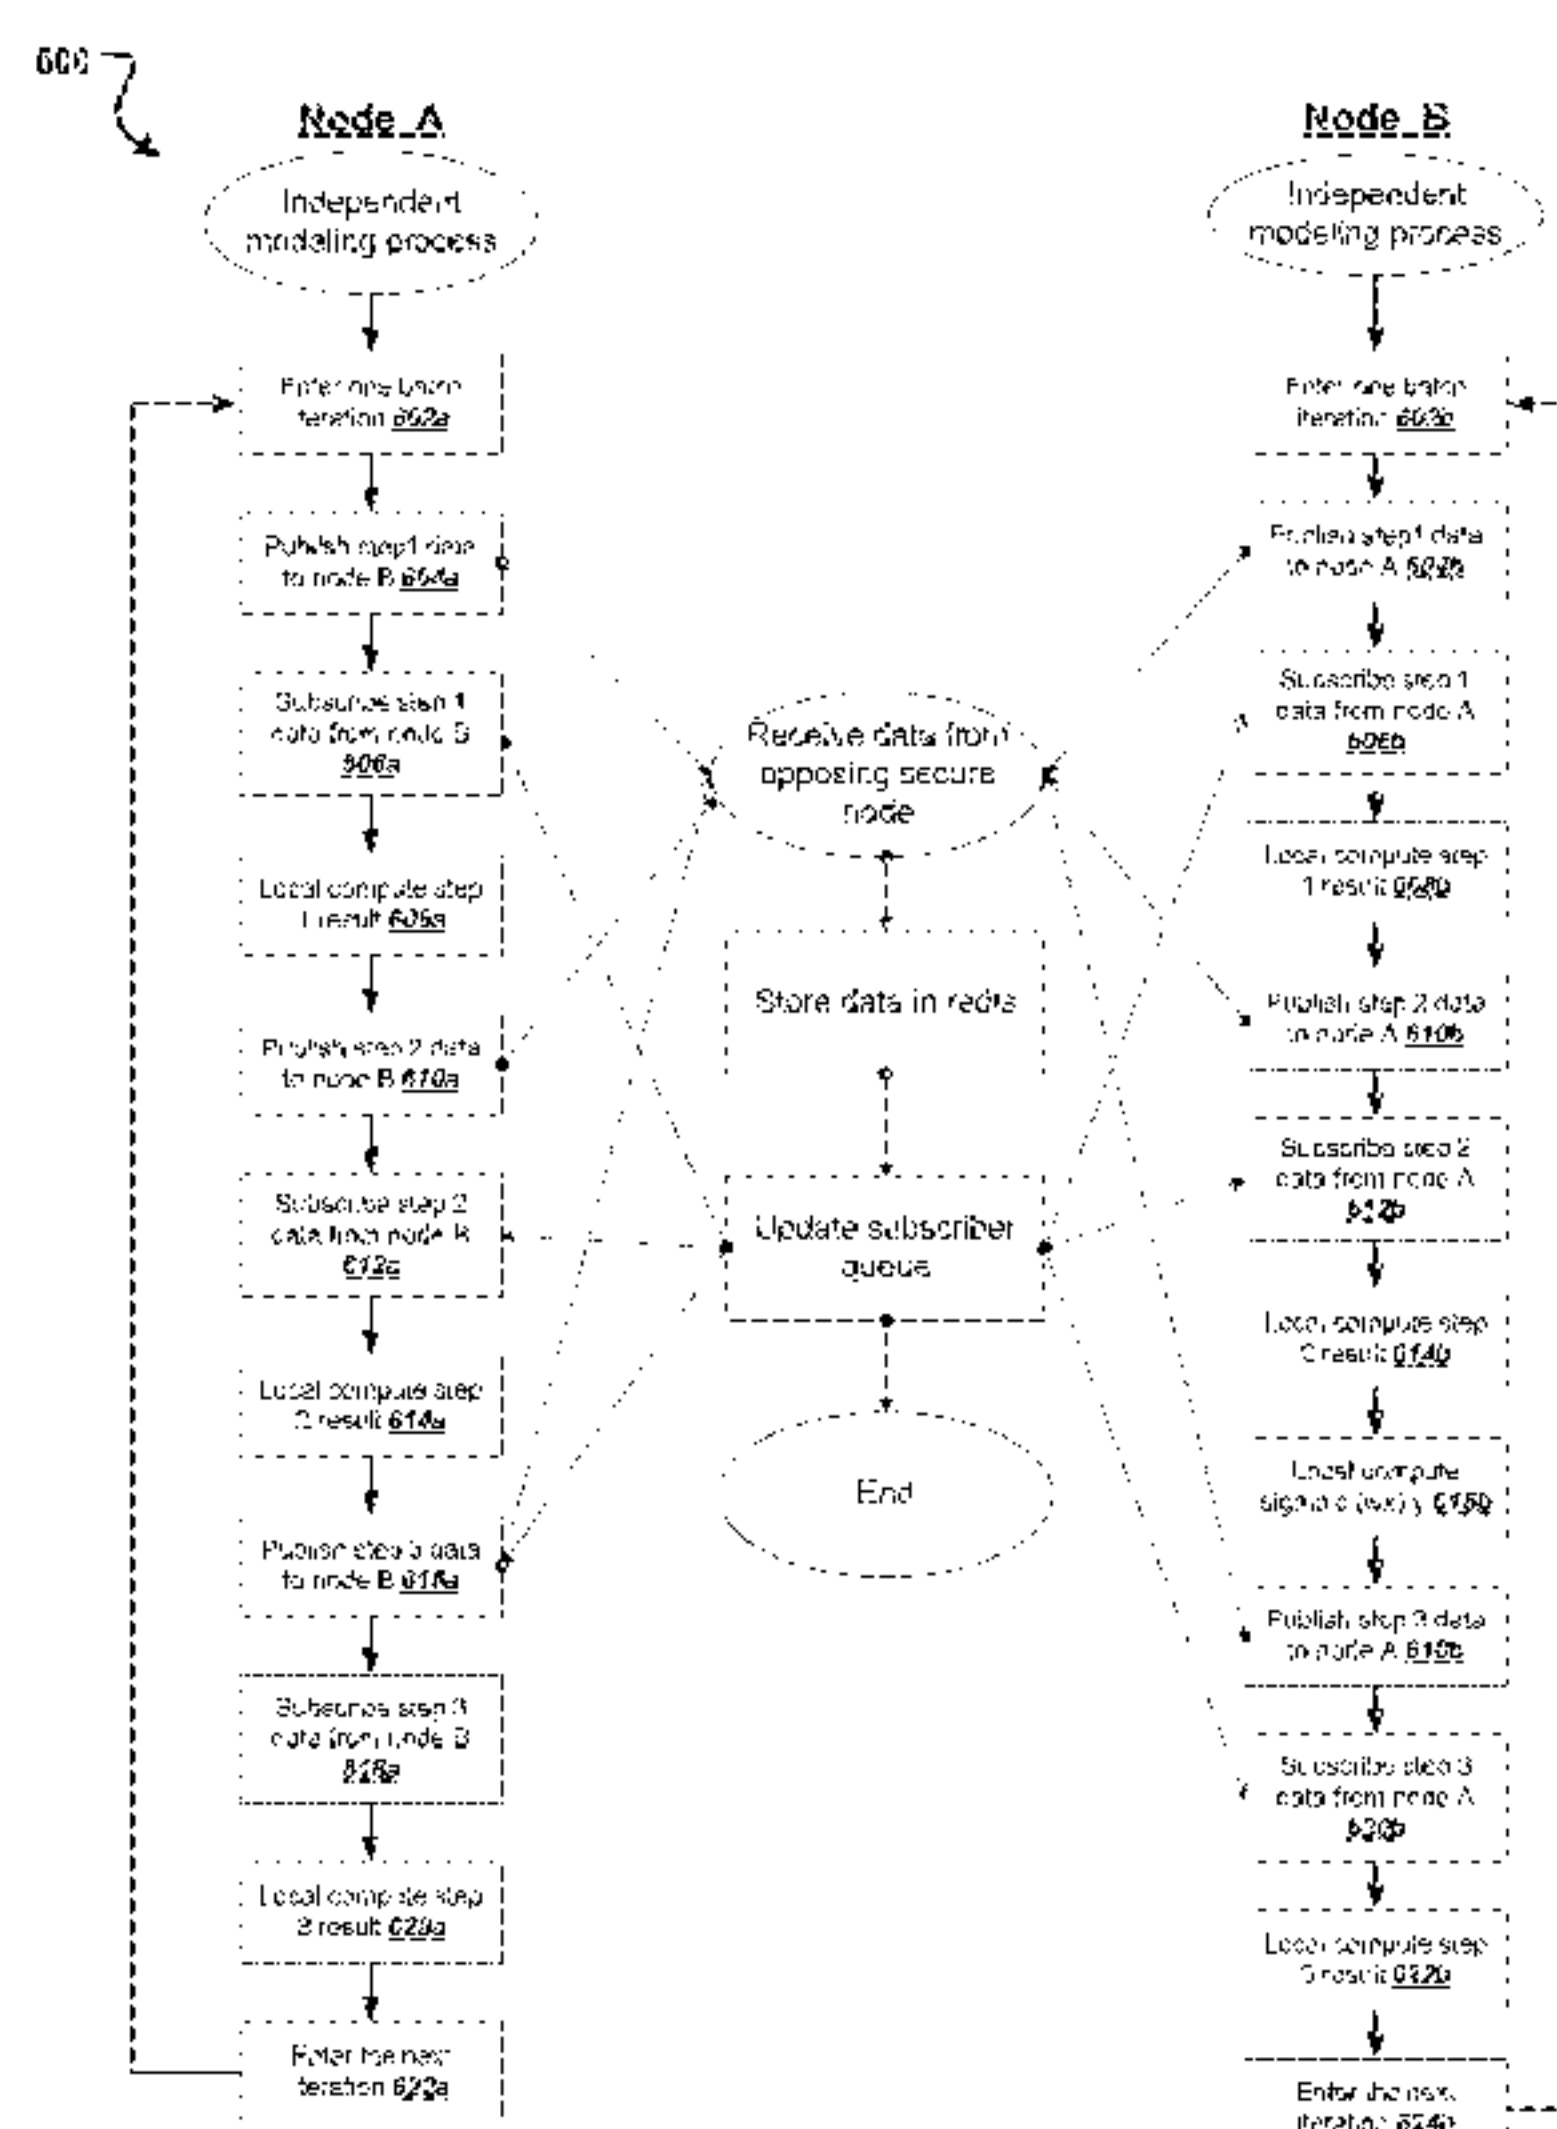 600
Node A
Independent
modeling process
Enter one batch
iteration 602a
Publish step1 data
to node B 604a
Subscribe step 1
data from node B
606a
Local compute step
1 result 608a
Publish step 2 data
to node B 610a
Subscribe step 2
data from node B
612a
Local compute step
2 result 614a
Publish step 3 data
to node B 616a
Subscribe step 3
data from node B
618a
Local compute step
3 result 620a
Enter the next
iteration 622a
Receive data from
opposing secure
node
Store data in redis
Update subscriber
queue
End
Node B
Independent
modeling process
Enter one batch
iteration 602b
Publish step1 data
to node A 604b
Subscribe step 1
data from node A
606b
Local compute step
1 result 608b
Publish step 2 data
to node A 610b
Subscribe step 2
data from node A
612b
Local compute step
2 result 614b
Local compute
Publish step 3 data
to node A
Subscribe step 3
data from node A
620b
Local compute step
3 result 622b
Enter the next
iteration 624b